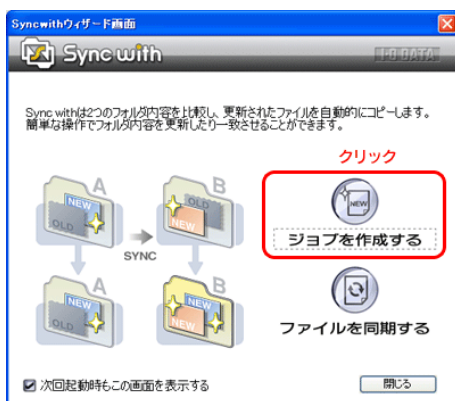 Syncwithウィザード画面
Sync with
I-O DATA
Sync withは2つのフォルダ内容を比較し、更新されたファイルを自動的にコピーします。
簡単な操作でフォルダ内容を更新したり一致させることができます。
クリック
A
NEW
OLD
B
OLD
NEW
SYNC
NEW
ジョブを作成する
A
NEW
OLD
B
NEW
ファイルを同期する
次回起動時もこの画面を表示する
閉じる